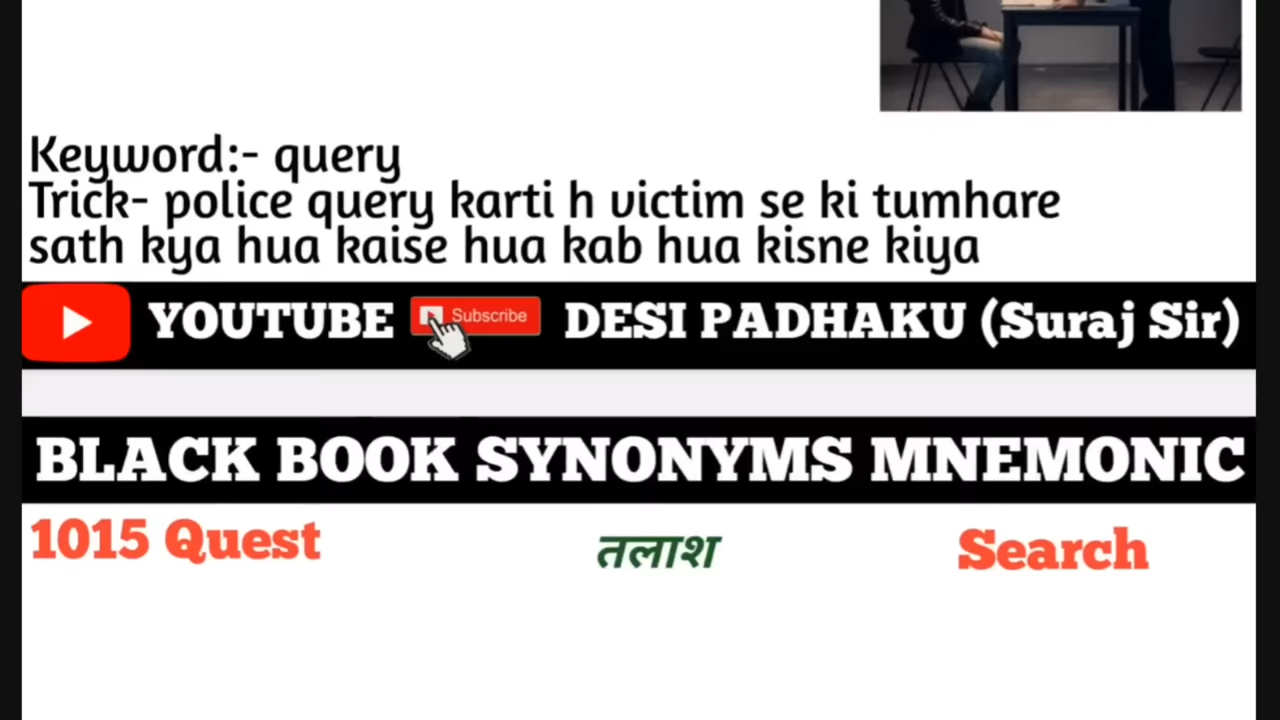 Keyword:- query
Trick- police query karti h victim se ki tumhare
sath kya hua kaise hua kab hua kisne kiya
YOUTUBE Subscribe DESI PADHAKU (Suraj Sir)
BLACK BOOK SYNONYMS MNEMONIC
1015 Quest तलाश Search